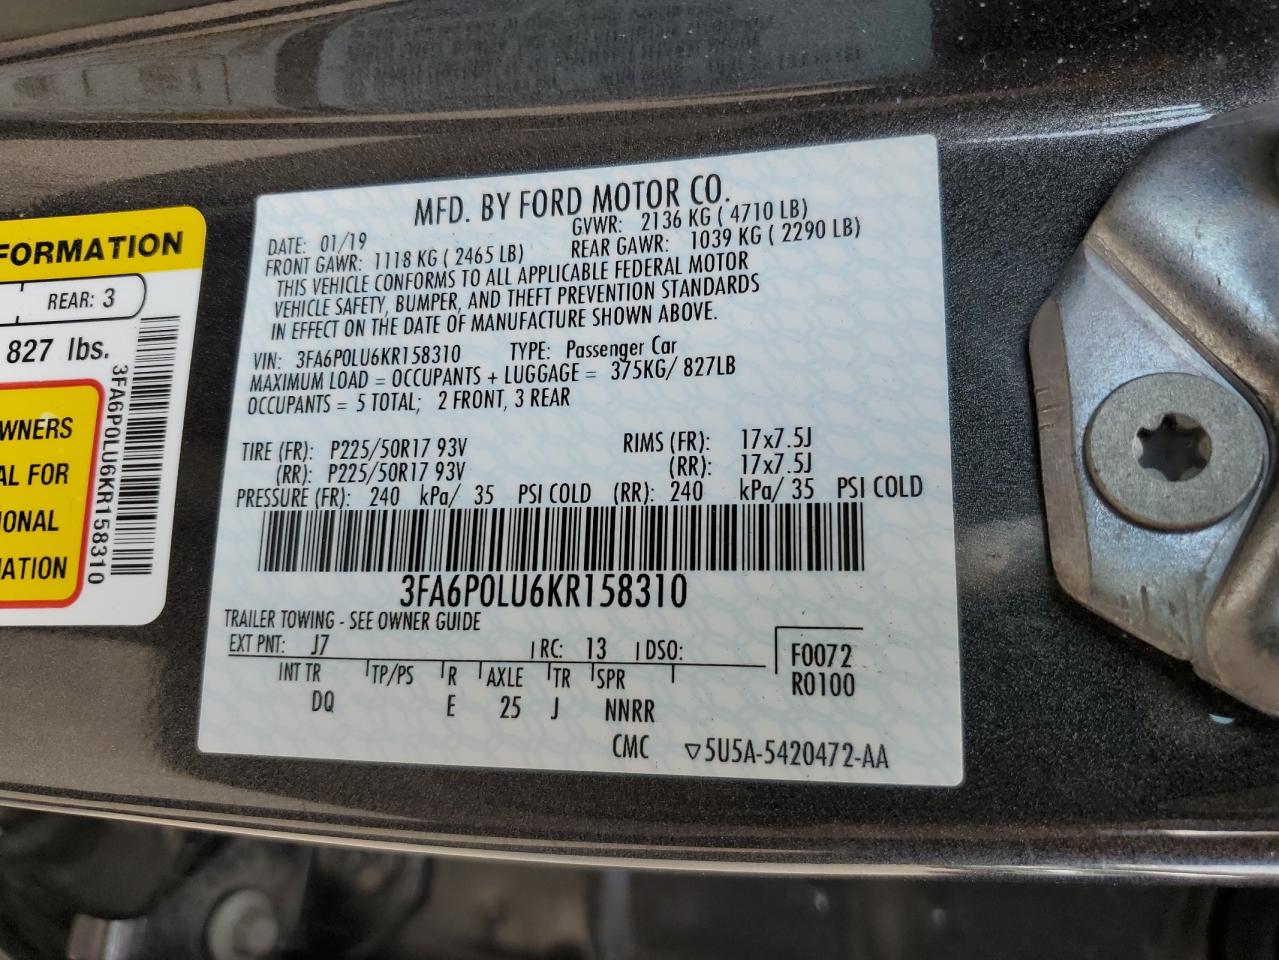 MFD. BY FORD MOTOR CO.
DATE: 01/19 GVWR: 2136 KG ( 4710 LB)
FRONT GAWR: 1118 KG ( 2465 LB) REAR GAWR: 1039 KG ( 2290 LB)
THIS VEHICLE CONFORMS TO ALL APPLICABLE FEDERAL MOTOR
VEHICLE SAFETY, BUMPER, AND THEFT PREVENTION STANDARDS
IN EFFECT ON THE DATE OF MANUFACTURE SHOWN ABOVE.
VIN: 3FA6P0LU6KR158310 TYPE: Passenger Car
MAXIMUM LOAD = OCCUPANTS + LUGGAGE = 375KG/ 827LB
OCCUPANTS = 5 TOTAL; 2 FRONT, 3 REAR
TIRE (FR): P225/50R17 93V RIMS (FR): 17x7.5J
(RR): P225/50R17 93V (RR): 17x7.5J
PRESSURE (FR): 240 kPa/ 35 PSI COLD (RR): 240 kPa/ 35 PSI COLD
3FA6P0LU6KR158310
TRAILER TOWING - SEE OWNER GUIDE
EXT PNT: J7 RC: 13 DSO: F0072
INT TR TP/PS R AXLE TR SPR R0100
DQ E 25 J NNRR
CMC ▽5U5A-5420472-AA
FORMATION
REAR: 3
827 lbs.
3FA6P0LU6KR158310
WNERS
AL FOR
IONAL
MATION